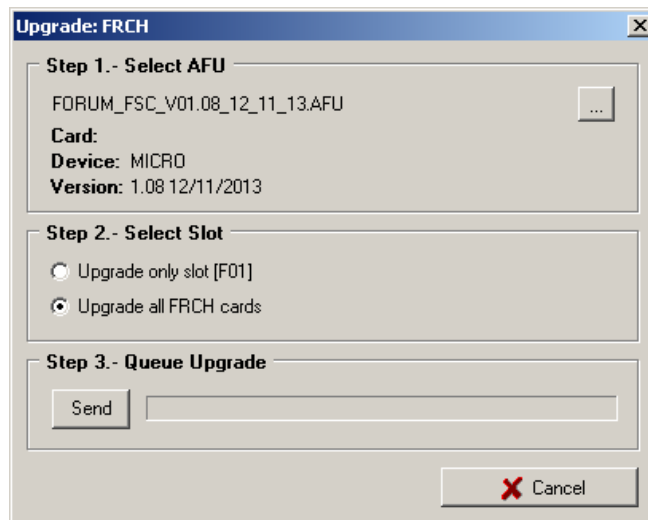 Upgrade: FRCH
Step 1.- Select AFU
FORUM_FSC_V01.08_12_11_13.AFU
...
Card:
Device: MICRO
Version: 1.08 12/11/2013
Step 2.- Select Slot
Upgrade only slot [F01]
Upgrade all FRCH cards
Step 3.- Queue Upgrade
Send
Cancel